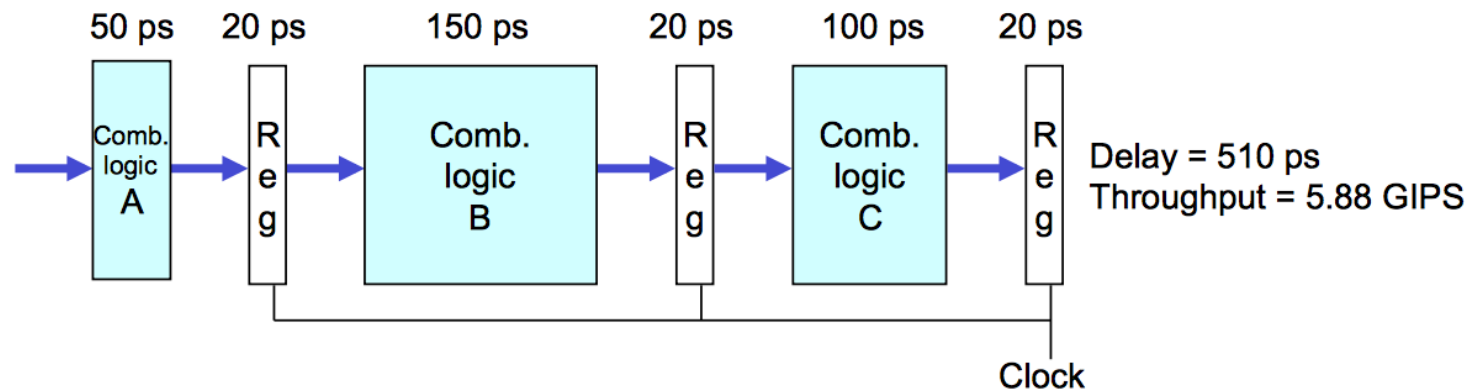 50 ps 20 ps 150 ps 20 ps 100 ps 20 ps
Comb.
logic
A
R
e
g
Comb.
logic
B
R
e
g
Comb.
logic
C
R
e
g
Delay = 510 ps
Throughput = 5.88 GIPS
Clock